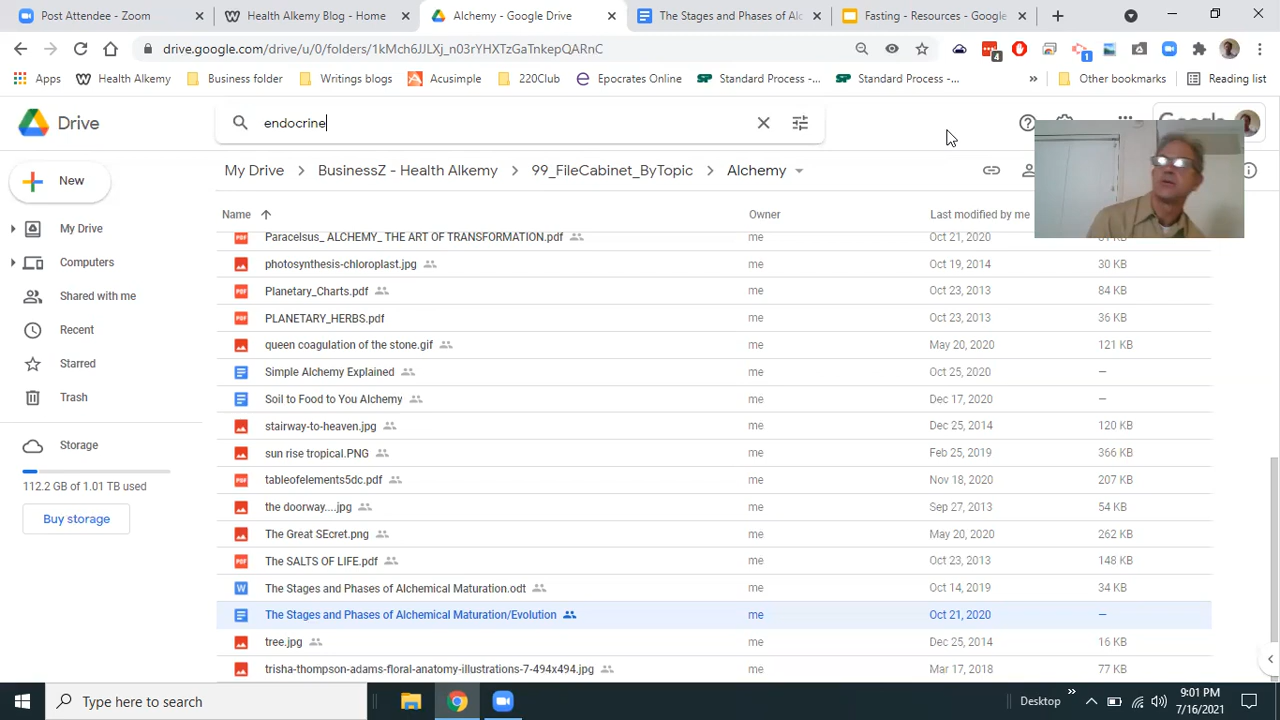 Post Attendee - Zoom
Health Alkemy Blog - Home
Alchemy - Google Drive
The Stages and Phases of Alc
Fasting - Resources - Google
drive.google.com/drive/u/0/folders/1kMch6JJLXj_n03rYHXTzGaTnkepQARnC
4
1
Apps
Health Alkemy
Business folder
Writings blogs
Acusimple
220Club
Epocrates Online
Standard Process -...
Standard Process -...
»
Other bookmarks
Reading list
Drive
endocrine
Google
New
My Drive
Computers
Shared with me
Recent
Starred
Trash
Storage
112.2 GB of 1.01 TB used
Buy storage
My Drive > BusinessZ - Health Alkemy > 99_FileCabinet_ByTopic > Alchemy
Name Owner Last modified by me
Paracelsus_ ALCHEMY_ THE ART OF TRANSFORMATION.pdf me Oct 21, 2020 KB
photosynthesis-chloroplast.jpg me Oct 19, 2014 30 KB
Planetary_Charts.pdf me Oct 23, 2013 84 KB
PLANETARY_HERBS.pdf me Oct 23, 2013 36 KB
queen coagulation of the stone.gif me May 20, 2020 121 KB
Simple Alchemy Explained me Oct 25, 2020 —
Soil to Food to You Alchemy me Dec 17, 2020 —
stairway-to-heaven.jpg me Dec 25, 2014 120 KB
sun rise tropical.PNG me Feb 25, 2019 366 KB
tableofelements5dc.pdf me Nov 18, 2020 207 KB
the doorway....jpg me Sep 27, 2013 54 KB
The Great SEcret.png me May 20, 2020 262 KB
The SALTS OF LIFE.pdf me Oct 23, 2013 148 KB
The Stages and Phases of Alchemical Maturation.odt me Oct 14, 2019 34 KB
The Stages and Phases of Alchemical Maturation/Evolution me Oct 21, 2020 —
tree.jpg me Dec 25, 2014 16 KB
trisha-thompson-adams-floral-anatomy-illustrations-7-494x494.jpg me Mar 17, 2018 77 KB
Type here to search
Desktop
»
9:01 PM
7/16/2021